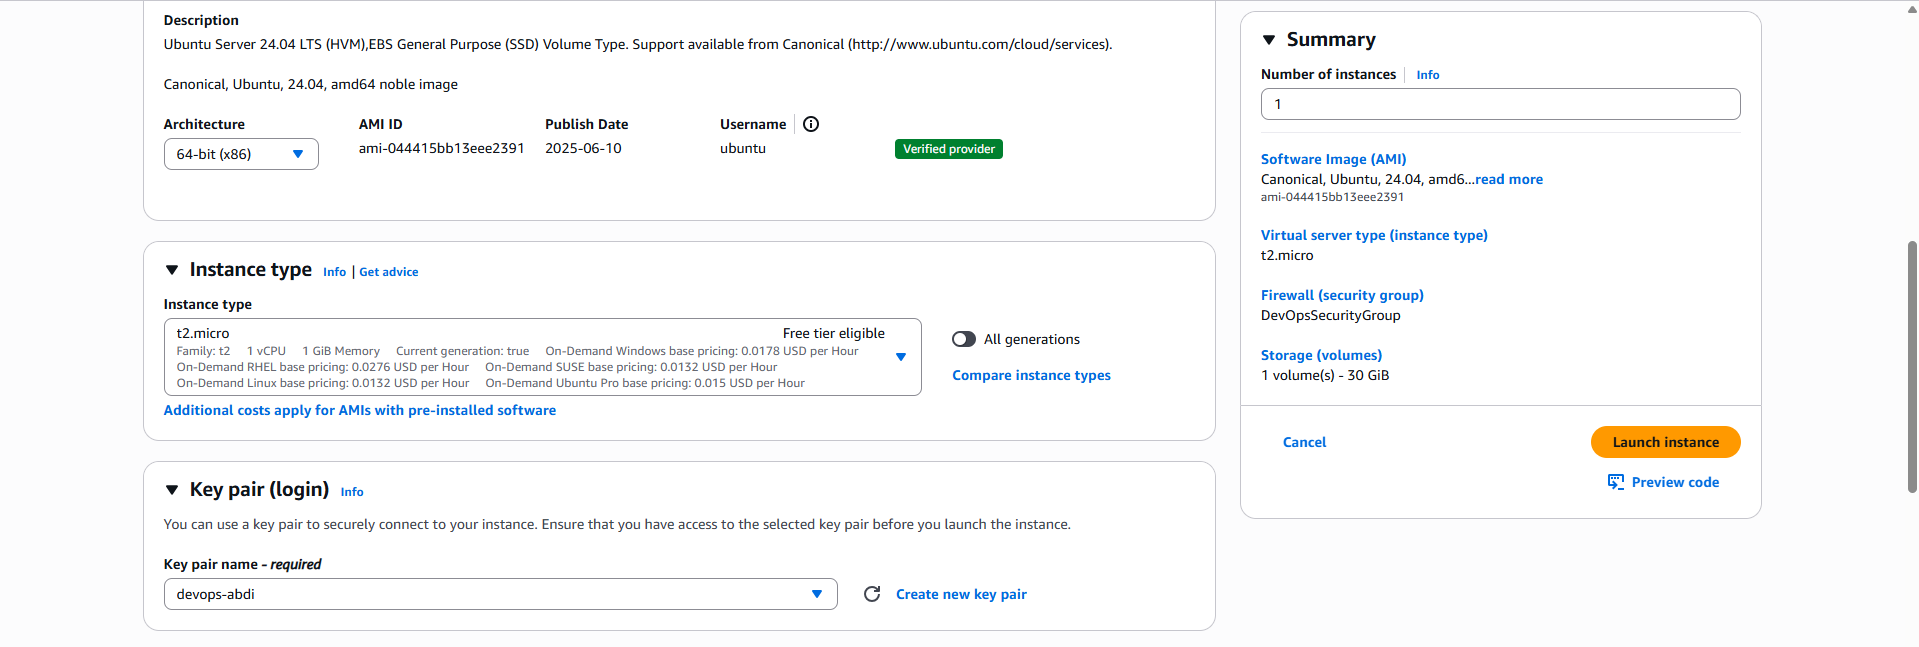 Description
Ubuntu Server 24.04 LTS (HVM),EBS General Purpose (SSD) Volume Type. Support available from Canonical (http://www.ubuntu.com/cloud/services).
Canonical, Ubuntu, 24.04, amd64 noble image
Architecture AMI ID Publish Date Username
64-bit (x86) ami-044415bb13eee2391 2025-06-10 ubuntu Verified provider
Instance type Info | Get advice
Instance type
t2.micro Free tier eligible
Family: t2 1 vCPU 1 GiB Memory Current generation: true On-Demand Windows base pricing: 0.0178 USD per Hour
On-Demand RHEL base pricing: 0.0276 USD per Hour On-Demand SUSE base pricing: 0.0132 USD per Hour
On-Demand Linux base pricing: 0.0132 USD per Hour On-Demand Ubuntu Pro base pricing: 0.015 USD per Hour
All generations
Compare instance types
Additional costs apply for AMIs with pre-installed software
Key pair (login) Info
You can use a key pair to securely connect to your instance. Ensure that you have access to the selected key pair before you launch the instance.
Key pair name - required
devops-abdi Create new key pair
Summary
Number of instances Info
1
Software Image (AMI)
Canonical, Ubuntu, 24.04, amd6...read more
ami-044415bb13eee2391
Virtual server type (instance type)
t2.micro
Firewall (security group)
DevOpsSecurityGroup
Storage (volumes)
1 volume(s) - 30 GiB
Cancel Launch instance
Preview code